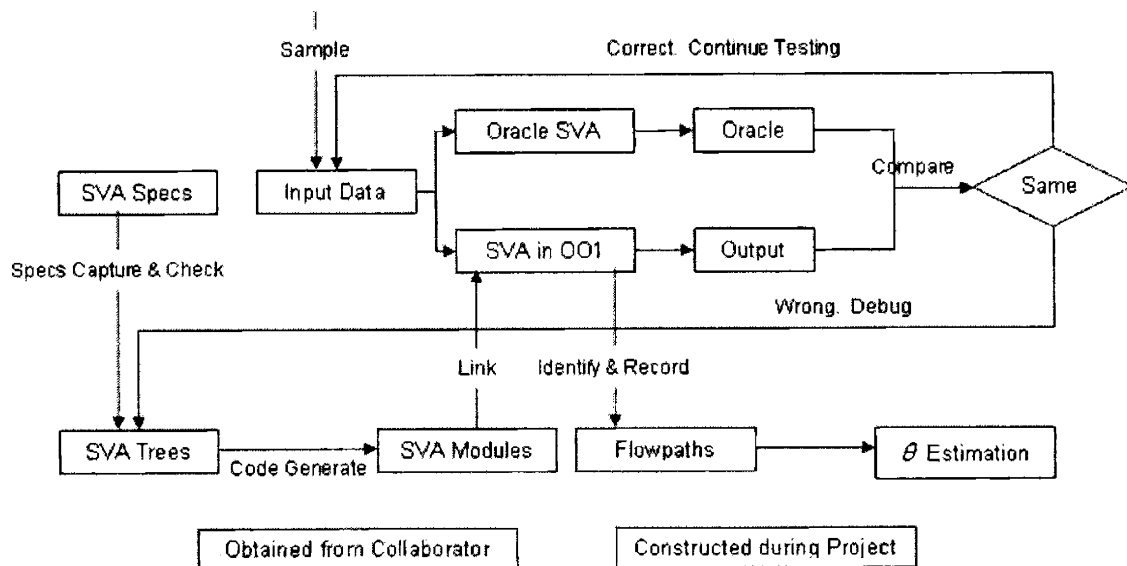 Sample
Correct. Continue Testing
Oracle SVA
Oracle
Compare
SVA Specs
Input Data
Same
SVA in 001
Output
Specs Capture & Check
Wrong. Debug
Link
Identify & Record
SVA Trees
Code Generate
SVA Modules
Flowpaths
θ Estimation
Obtained from Collaborator
Constructed during Project